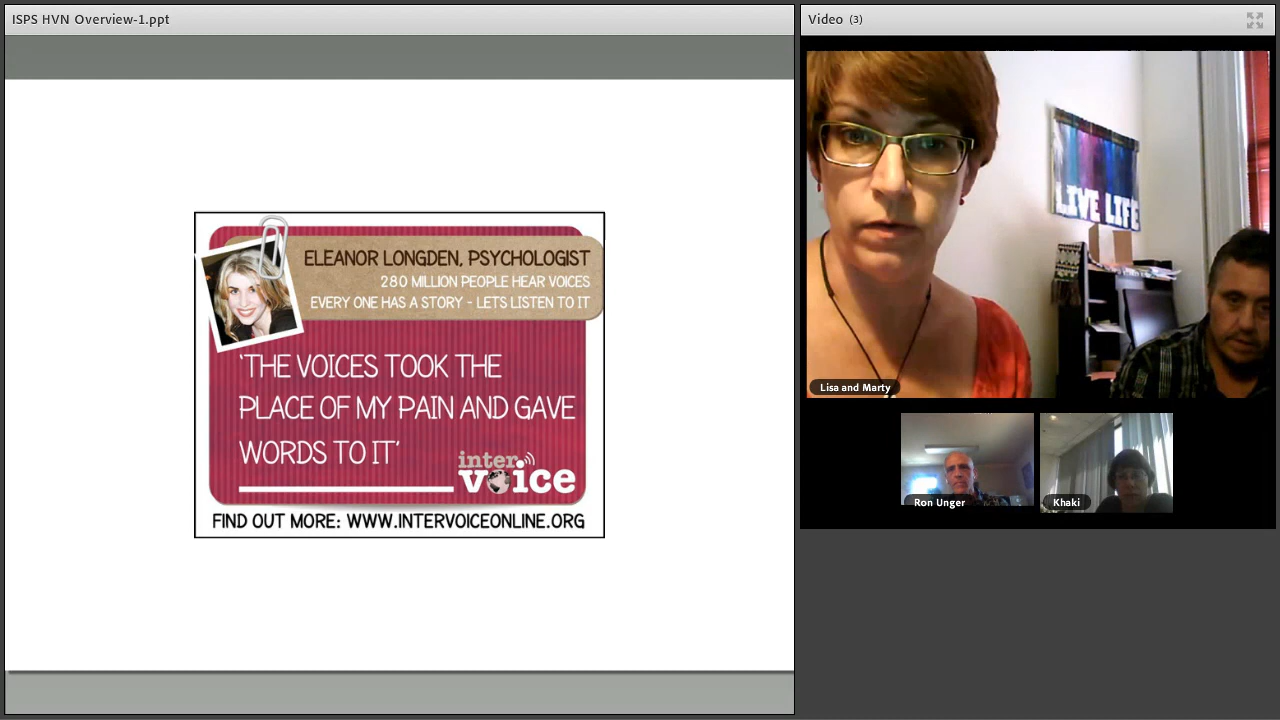 ISPS HVN Overview-1.ppt
ELEANOR LONGDEN, PSYCHOLOGIST
280 MILLION PEOPLE HEAR VOICES
EVERY ONE HAS A STORY - LETS LISTEN TO IT
'THE VOICES TOOK THE
PLACE OF MY PAIN AND GAVE
WORDS TO IT'
inter
voice
FIND OUT MORE: WWW.INTERVOICEONLINE.ORG
Video (3)
LIVE LIFE
Lisa and Marty
Ron Unger
Khaki